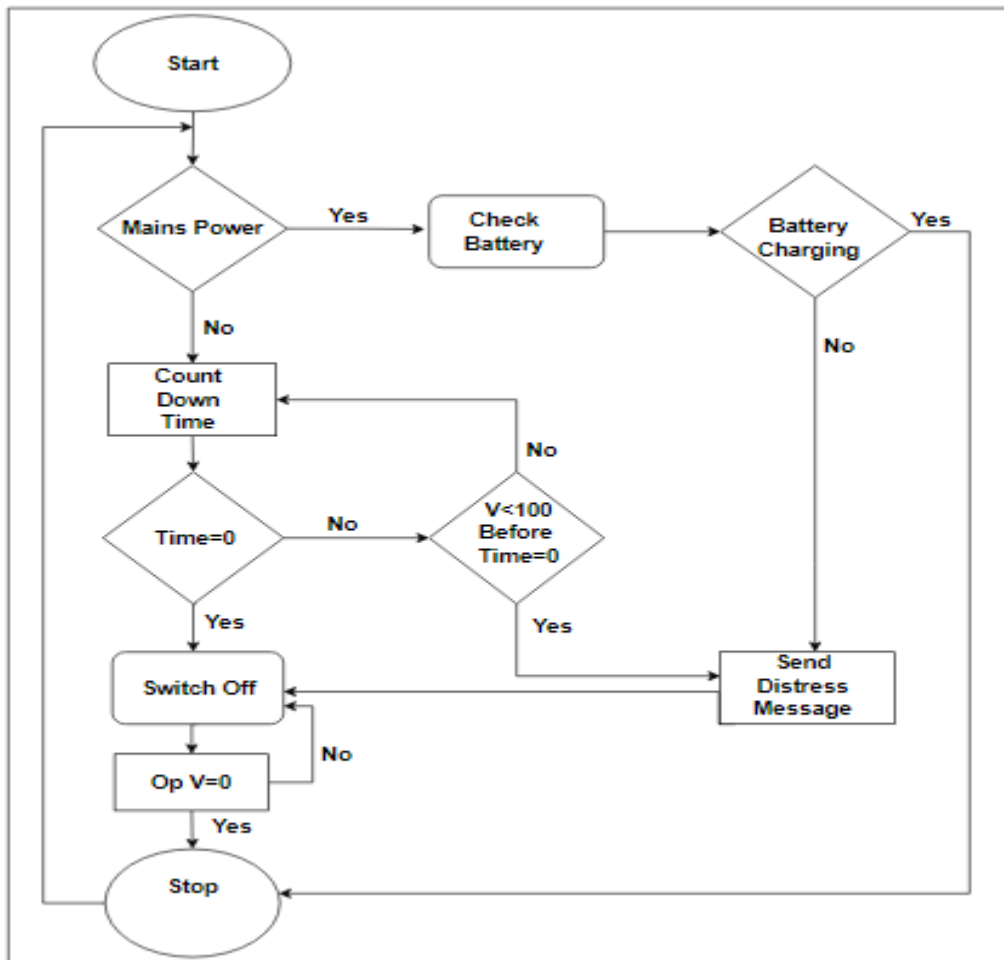 Start
Mains Power
Yes
Check
Battery
Battery
Charging
Yes
No
No
Count
Down
Time
No
Time=0
No
V<100
Before
Time=0
Yes
Yes
Switch Off
Send
Distress
Message
No
Op V=0
Yes
Stop